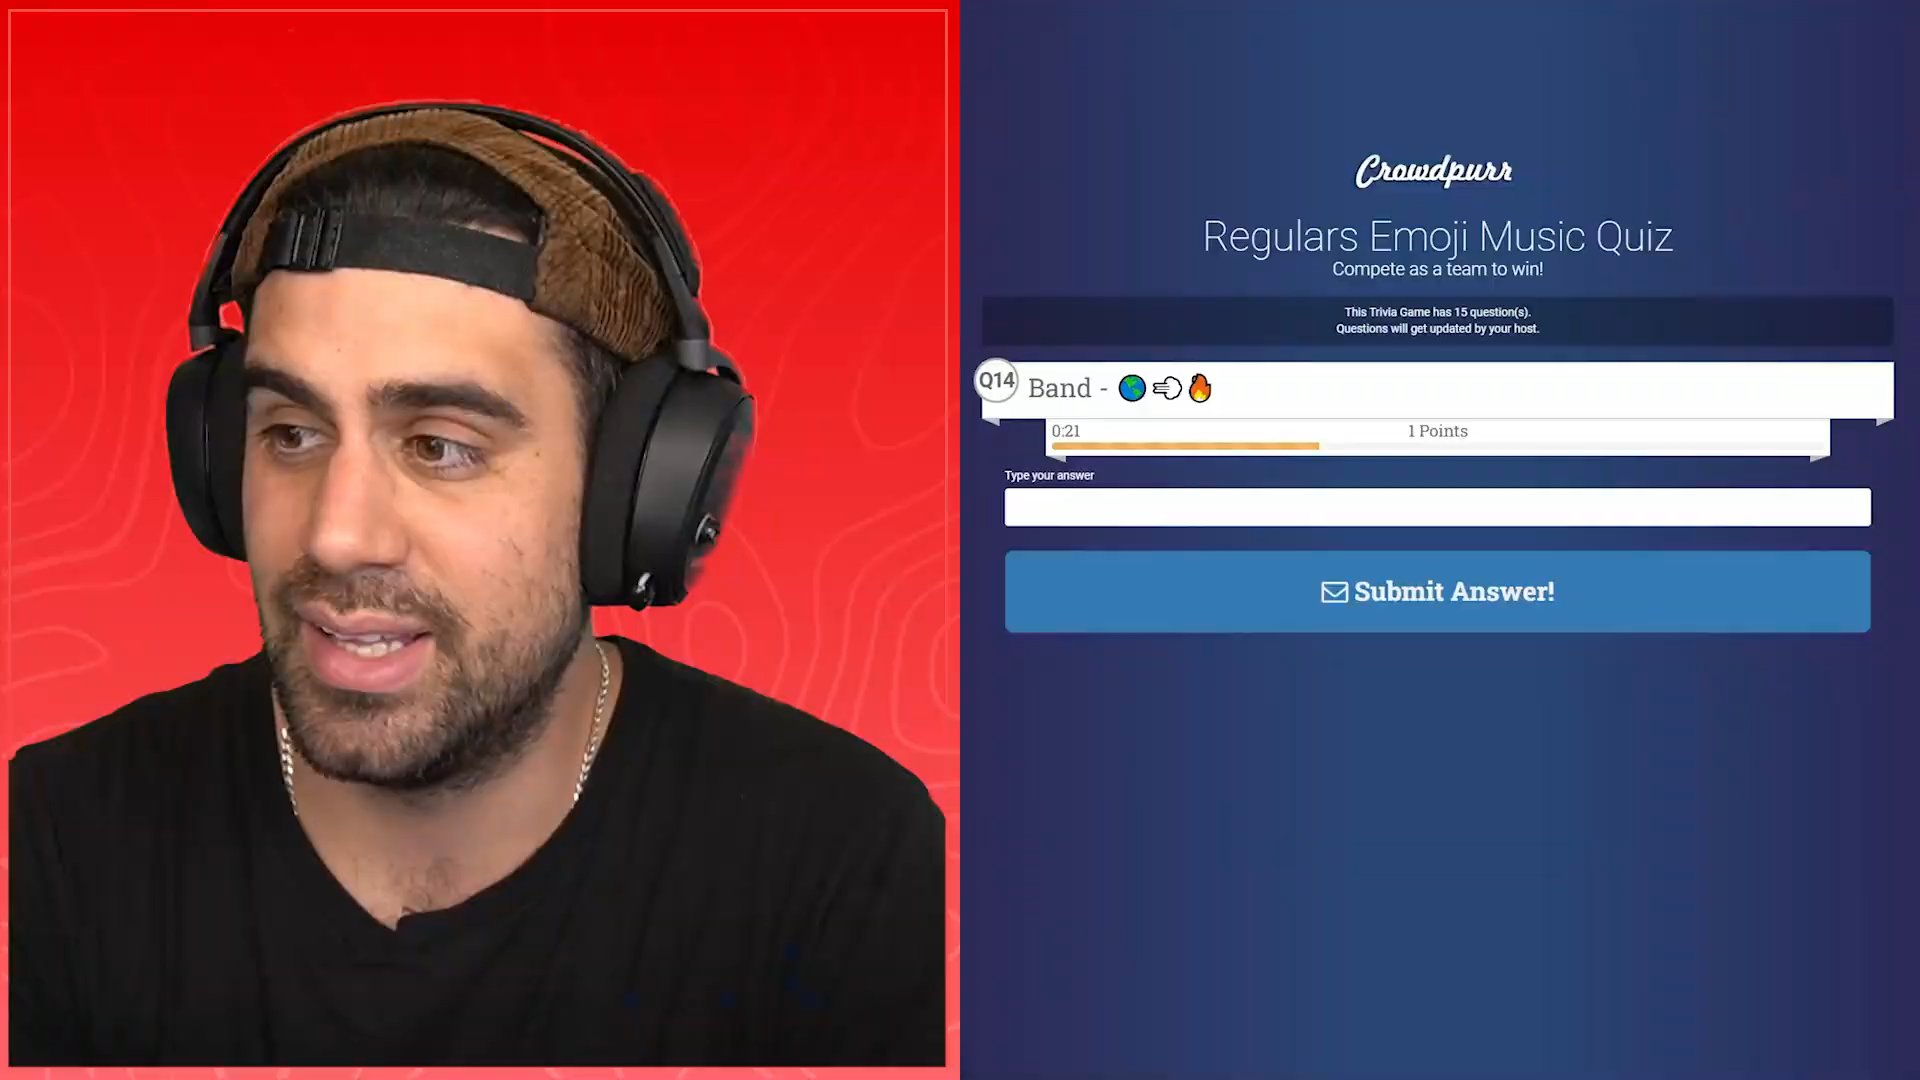 Crowdpurr
Regulars Emoji Music Quiz
Compete as a team to win!
This Trivia Game has 15 question(s).
Questions will get updated by your host.
Q14 Band - 🌎💨🔥
0:21 1 Points
Type your answer
Submit Answer!